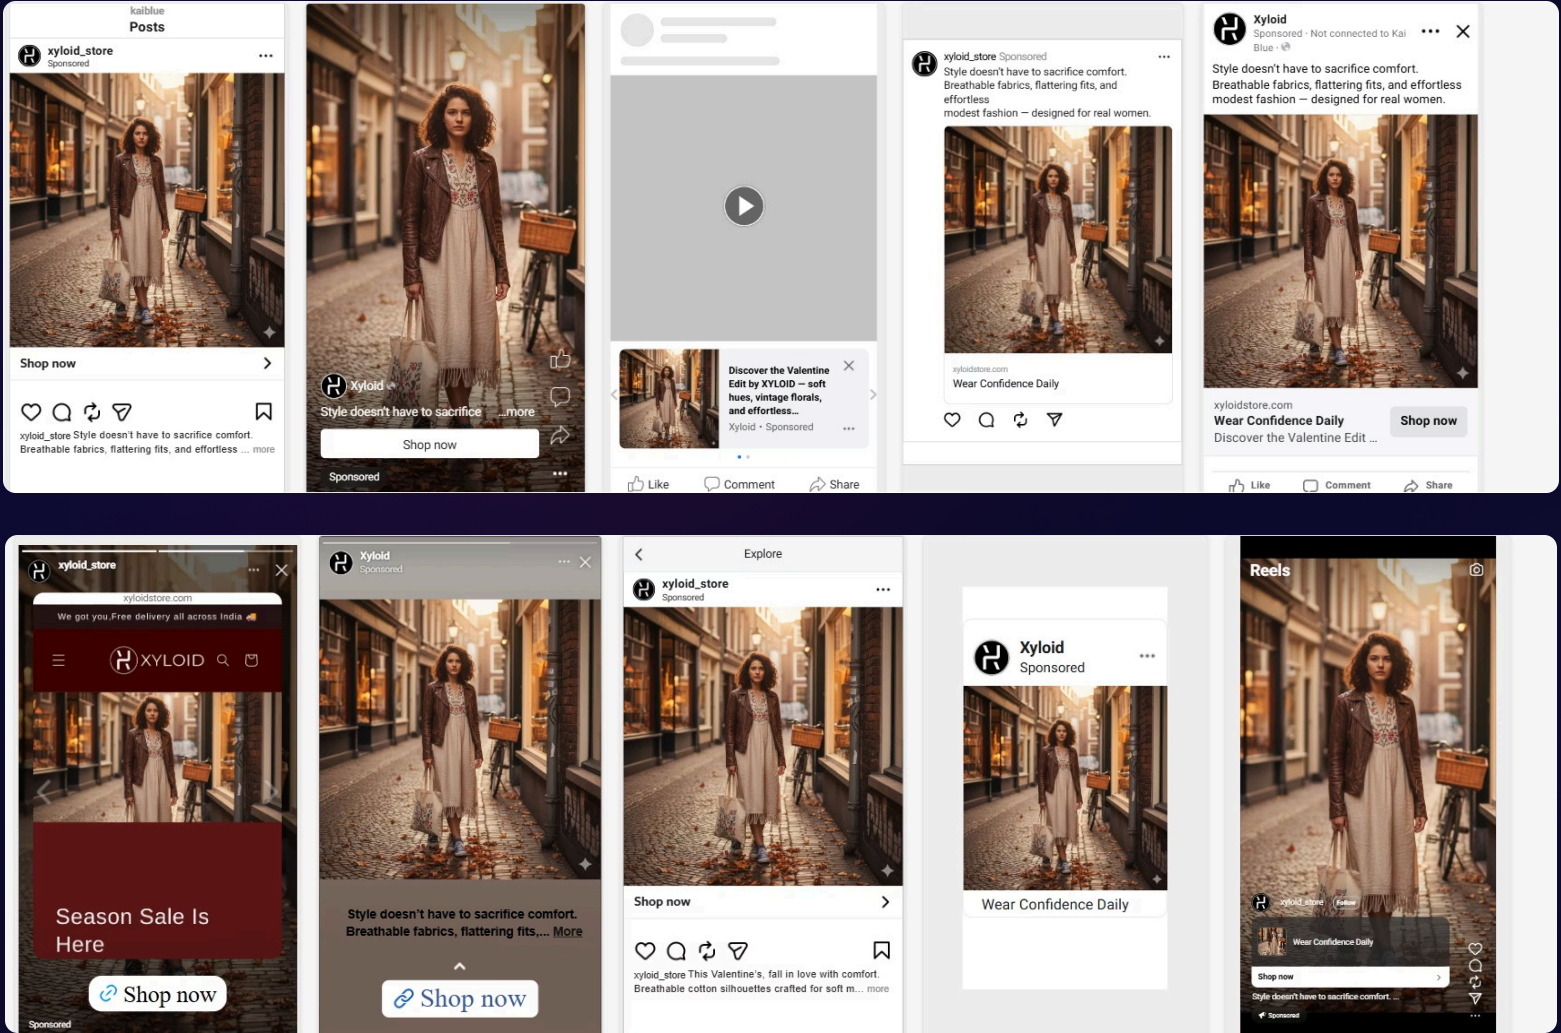 kaiblue
Posts
xyloid_store
Sponsored
Shop now
xyloid_store Style doesn't have to sacrifice comfort.
Breathable fabrics, flattering fits, and effortless ... more
Xyloid
Style doesn't have to sacrifice ...more
Shop now
Sponsored
Discover the Valentine
Edit by XYLOID — soft
hues, vintage florals,
and effortless...
Xyloid • Sponsored
Like Comment Share
xyloid_store Sponsored
Style doesn't have to sacrifice comfort.
Breathable fabrics, flattering fits, and
effortless
modest fashion — designed for real women.
xyloidstore.com
Wear Confidence Daily
Xyloid
Sponsored · Not connected to Kai
Blue ·
Style doesn't have to sacrifice comfort.
Breathable fabrics, flattering fits, and effortless
modest fashion — designed for real women.
xyloidstore.com
Wear Confidence Daily
Discover the Valentine Edit ...
Shop now
Like Comment Share
xyloid_store
xyloidstore.com
We got you,Free delivery all across India 🚚
XYLOID
Season Sale Is
Here
Shop now
Sponsored
Xyloid
Sponsored
Style doesn't have to sacrifice comfort.
Breathable fabrics, flattering fits,... More
Shop now
Explore
xyloid_store
Sponsored
Shop now
xyloid_store This Valentine's, fall in love with comfort.
Breathable cotton silhouettes crafted for soft m... more
Xyloid
Sponsored
Wear Confidence Daily
Reels
xyloid_store Follow
Wear Confidence Daily
Shop now
Style doesn't have to sacrifice comfort. ...
Sponsored